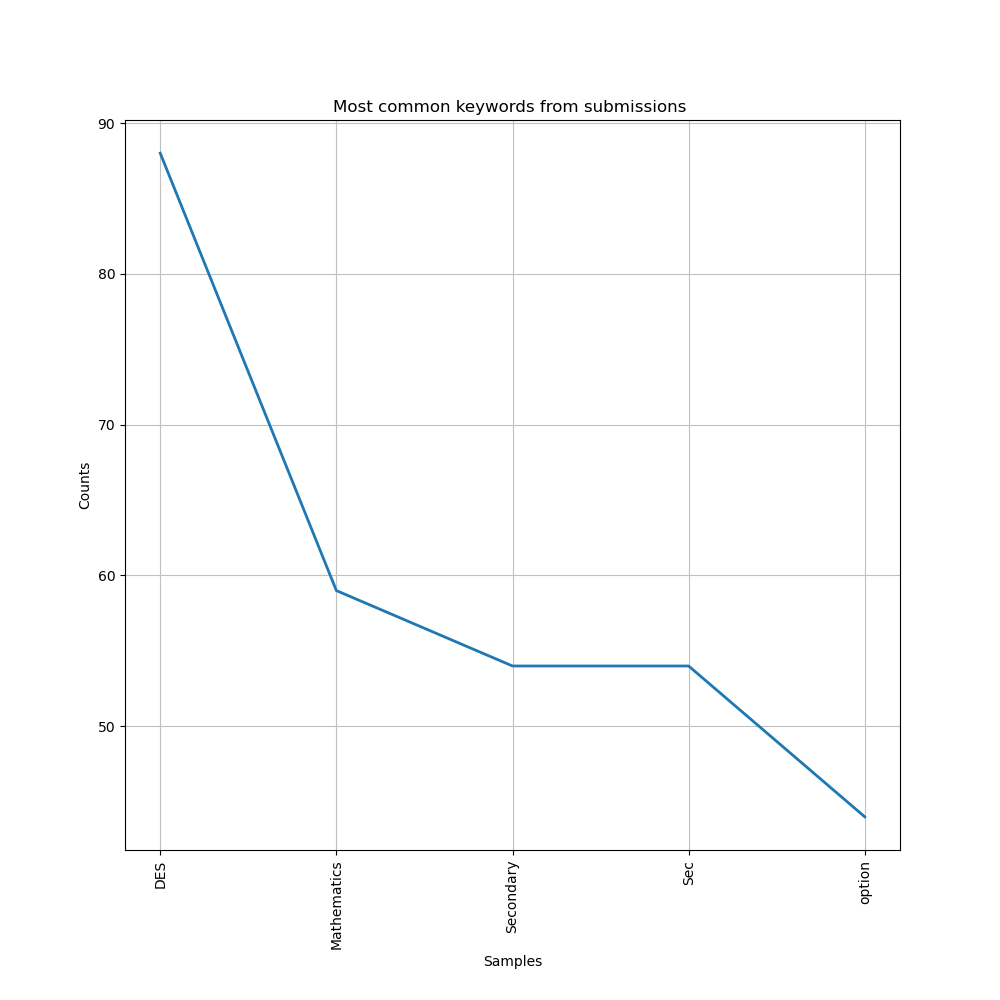 Most common keywords from submissions
90
80
70
60
50
Counts
DES
Mathematics
Secondary
Sec
option
Samples